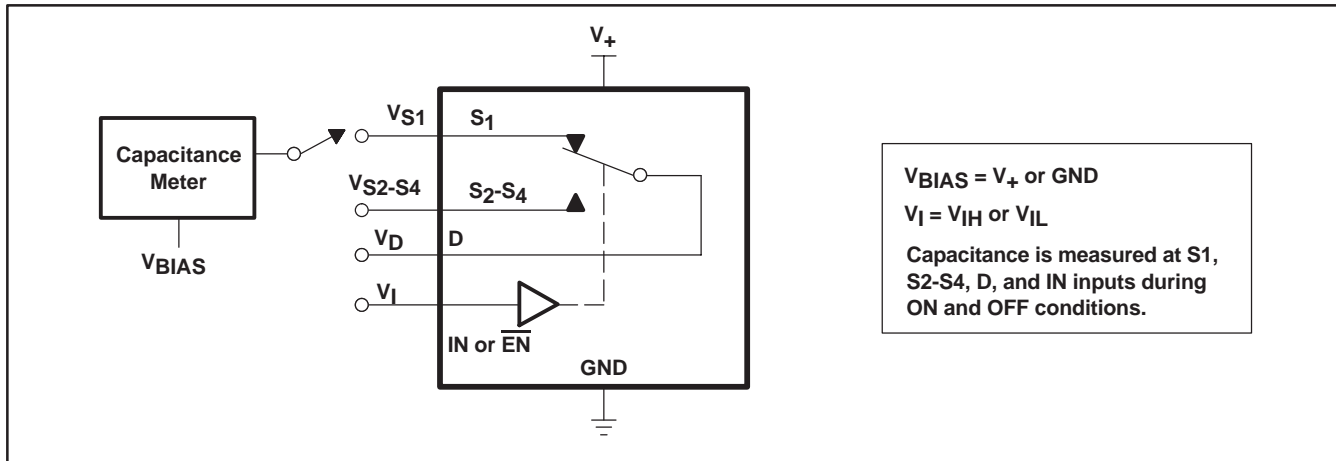 V+
VS1
S1
Capacitance
Meter
VS2-S4
S2-S4
VD
D
VBIAS
VI
IN or E̅N̅
GND
VBIAS = V+ or GND
VI = VIH or VIL
Capacitance is measured at S1,
S2-S4, D, and IN inputs during
ON and OFF conditions.